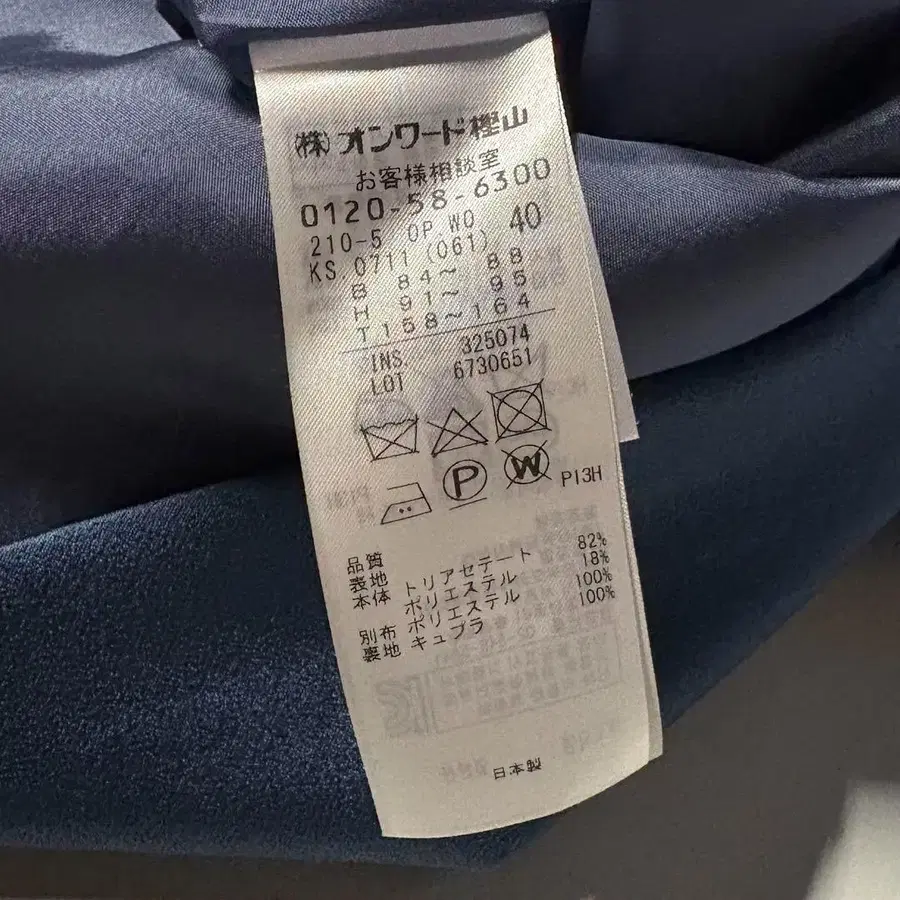 (株)オンワード樫山
お客様相談室
0120-58-6300
210-5 OP WO 40
KS 0711 (061)
B 84～ 88
H 91～ 95
T 158～164
INS. 325074
LOT 6730651
P W P13H
品質
表地
本体 トリアセテート 82%
ポリエステル 18%
別布 ポリエステル 100%
裏地 キュプラ 100%
日本製